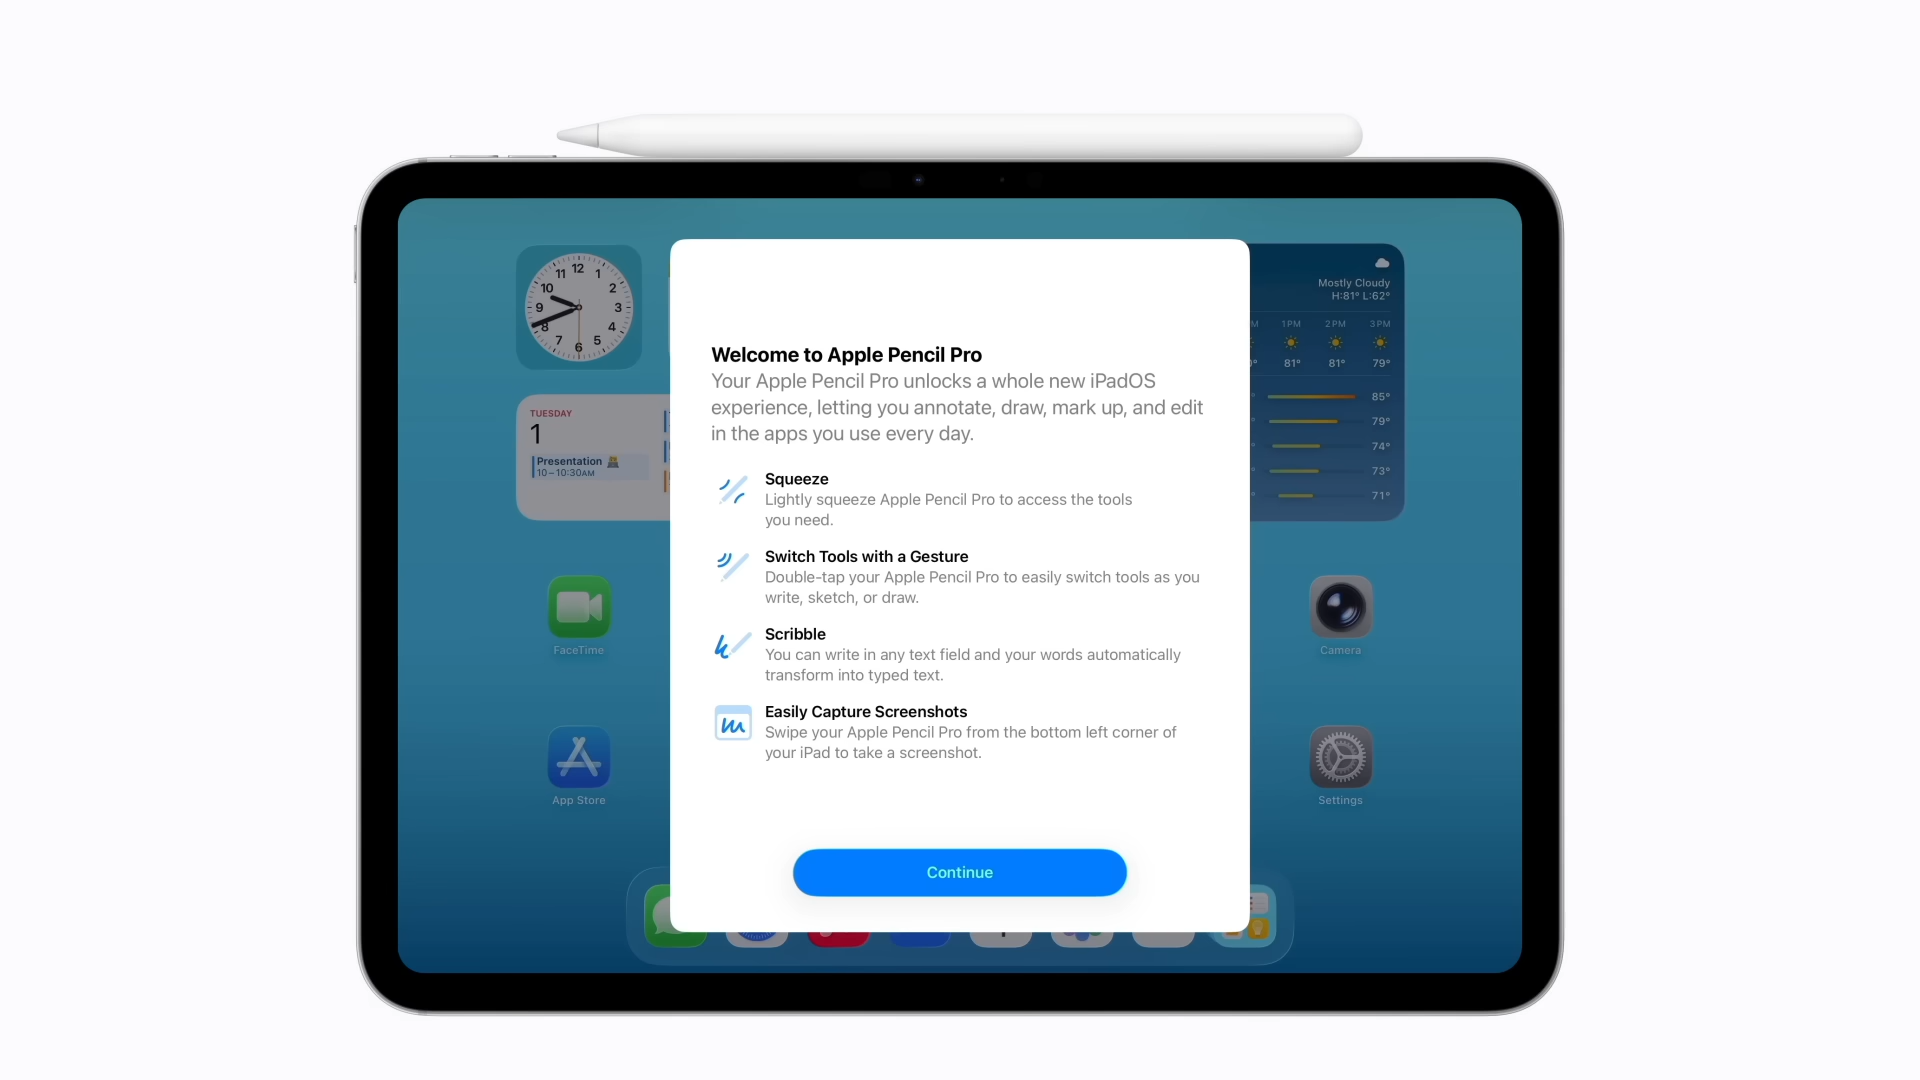 12
11
1
10
2
9
3
8
4
7
5
6
Mostly Cloudy
H:81° L:62°
1PM 2PM 3PM
81° 81° 79°
85°
79°
74°
73°
71°
TUESDAY
1
Presentation
10–10:30AM
Welcome to Apple Pencil Pro
Your Apple Pencil Pro unlocks a whole new iPadOS
experience, letting you annotate, draw, mark up, and edit
in the apps you use every day.
Squeeze
Lightly squeeze Apple Pencil Pro to access the tools
you need.
Switch Tools with a Gesture
Double-tap your Apple Pencil Pro to easily switch tools as you
write, sketch, or draw.
Scribble
You can write in any text field and your words automatically
transform into typed text.
Easily Capture Screenshots
Swipe your Apple Pencil Pro from the bottom left corner of
your iPad to take a screenshot.
Continue
FaceTime
Camera
App Store
Settings